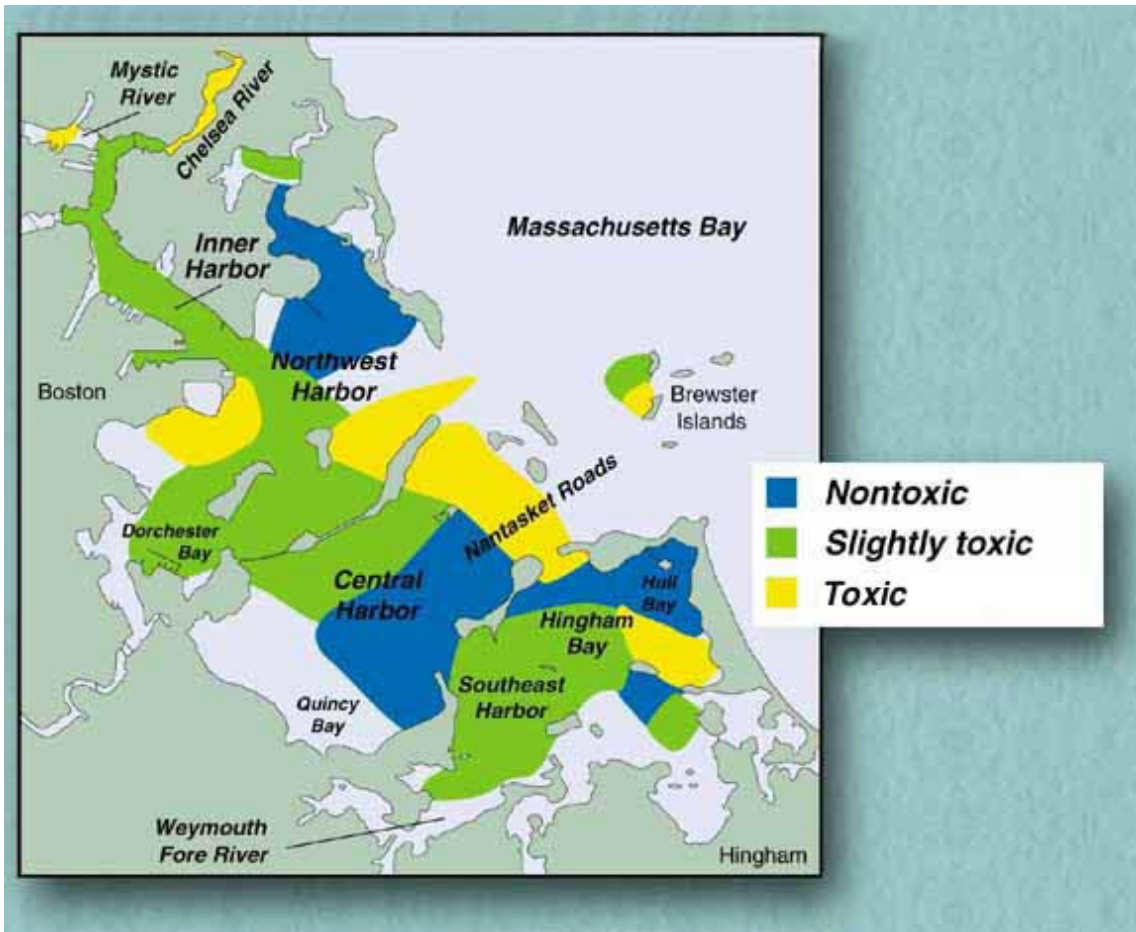 Mystic
River
Chelsea River
Massachusetts Bay
Inner
Harbor
Northwest
Harbor
Boston
Brewster
Islands
Nantasket Roads
Nontoxic
Slightly toxic
Toxic
Dorchester
Bay
Central
Harbor
Hull
Bay
Hingham
Bay
Southeast
Harbor
Quincy
Bay
Weymouth
Fore River
Hingham